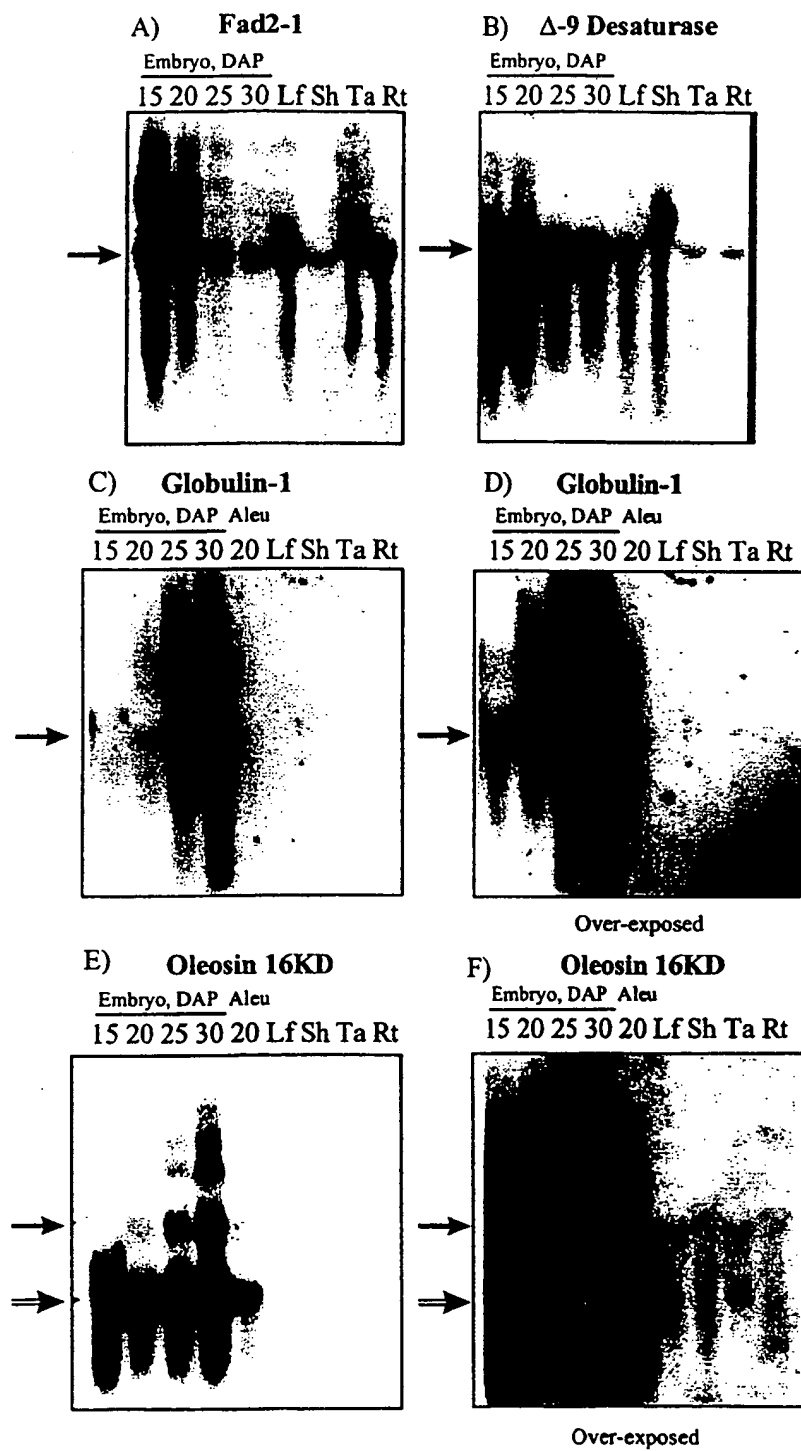 A) Fad2-1
Embryo, DAP
15 20 25 30 Lf Sh Ta Rt
B) Δ-9 Desaturase
Embryo, DAP
15 20 25 30 Lf Sh Ta Rt
C) Globulin-1
Embryo, DAP Aleu
15 20 25 30 20 Lf Sh Ta Rt
D) Globulin-1
Embryo, DAP Aleu
15 20 25 30 20 Lf Sh Ta Rt
Over-exposed
E) Oleosin 16KD
Embryo, DAP Aleu
15 20 25 30 20 Lf Sh Ta Rt
F) Oleosin 16KD
Embryo, DAP Aleu
15 20 25 30 20 Lf Sh Ta Rt
Over-exposed